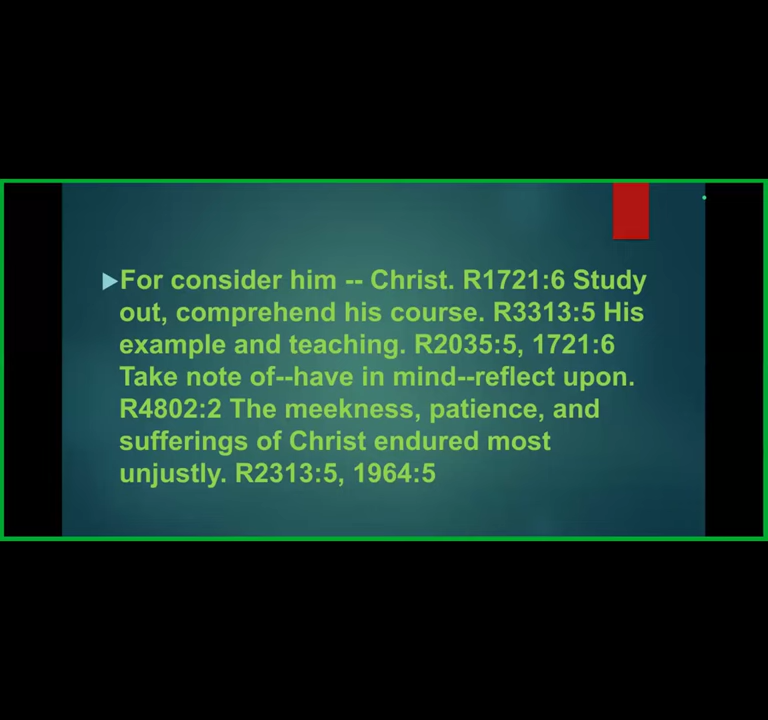 For consider him -- Christ. R1721:6 Study
out, comprehend his course. R3313:5 His
example and teaching. R2035:5, 1721:6
Take note of--have in mind--reflect upon.
R4802:2 The meekness, patience, and
sufferings of Christ endured most
unjustly. R2313:5, 1964:5